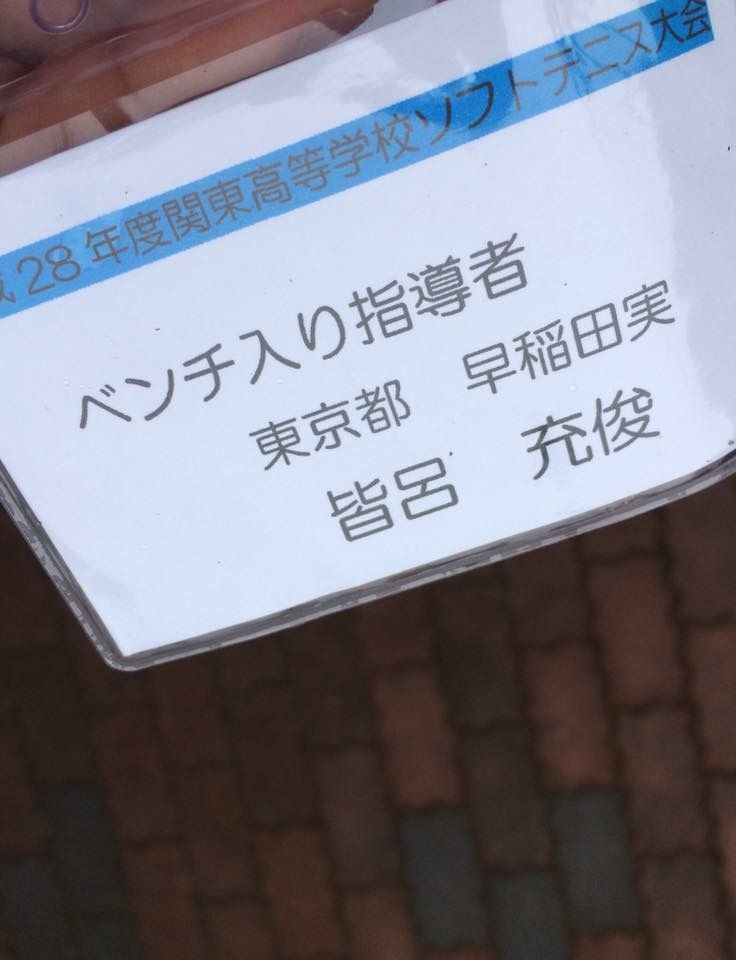 28年度関東高等学校ソフトテニス大会
ベンチ入り指導者
東京都 早稲田実
皆呂 充俊